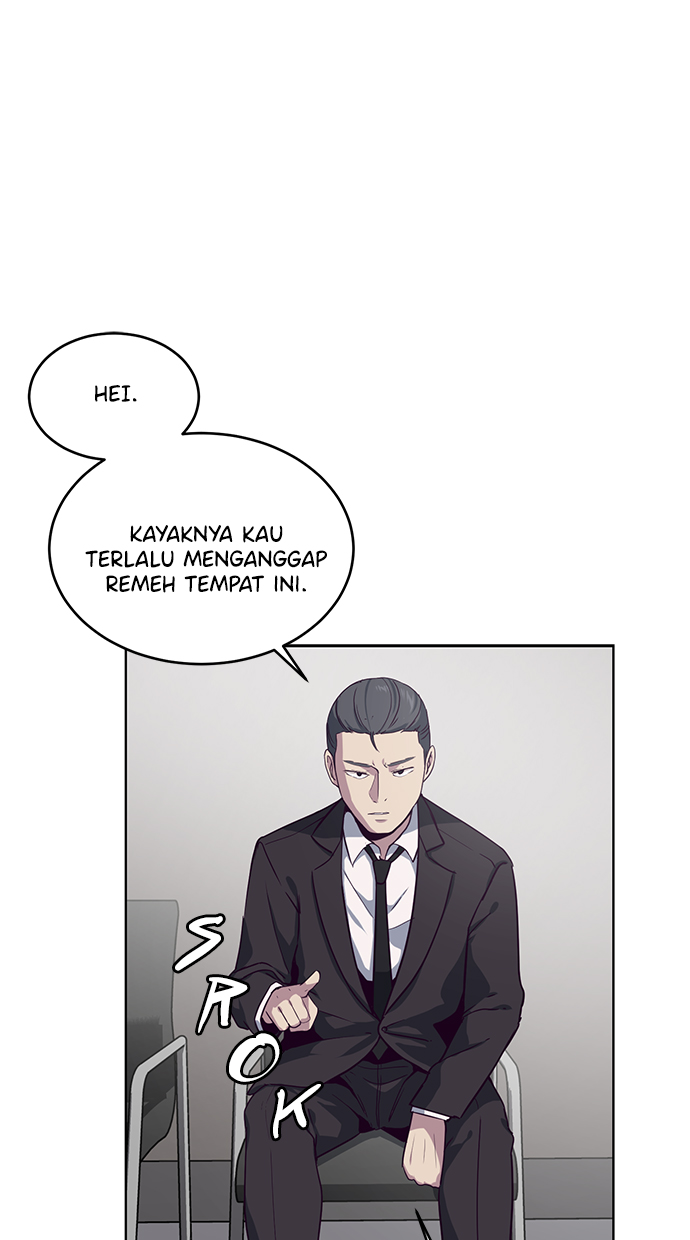 HEI.
KAYAKNYA KAU
TERLALU MENGANGGAP
REMEH TEMPAT INI.
SROK